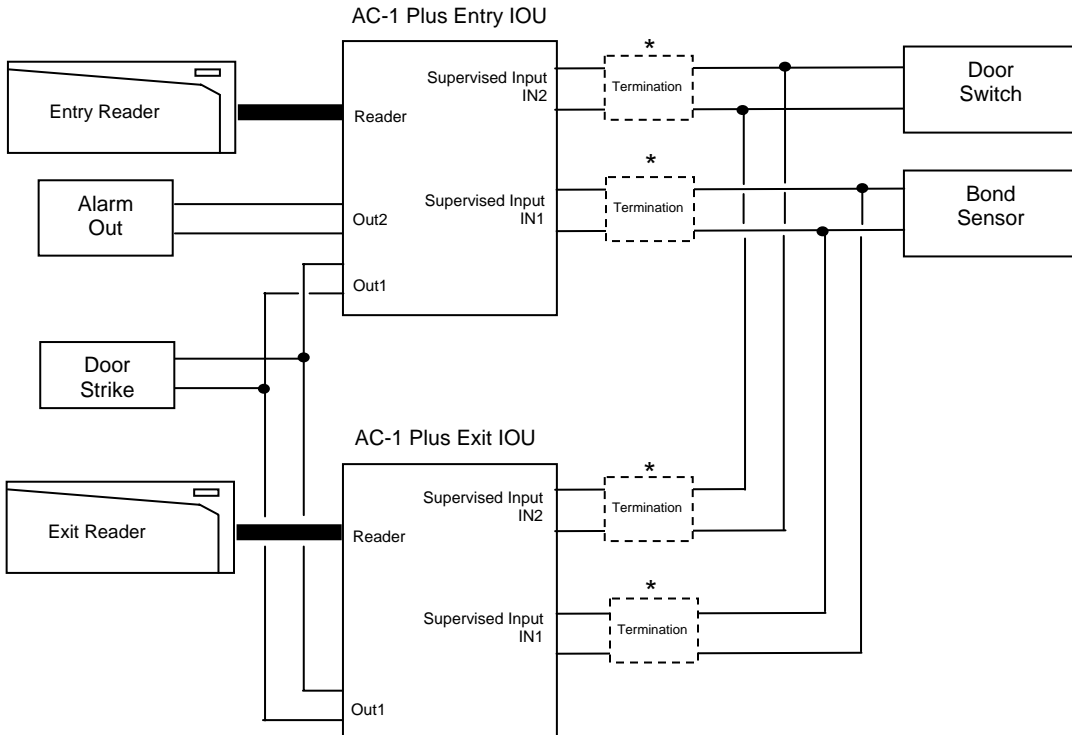 AC-1 Plus Entry IOU
*
Supervised Input
IN2
Termination
Door
Switch
Entry Reader
Reader
*
Supervised Input
IN1
Termination
Bond
Sensor
Alarm
Out
Out2
Out1
Door
Strike
AC-1 Plus Exit IOU
*
Supervised Input
IN2
Termination
Exit Reader
Reader
*
Supervised Input
IN1
Termination
Out1